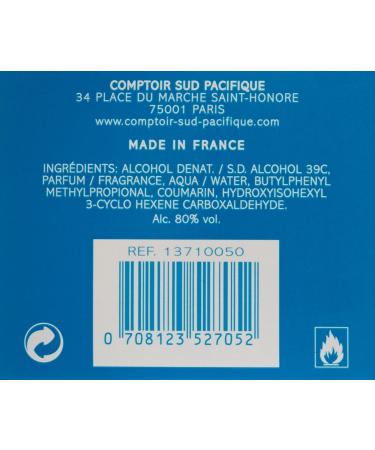 COMPTOIR SUD PACIFIQUE
34 PLACE DU MARCHE SAINT-HONORE
75001 PARIS
www.comptoir-sud-pacifique.com
MADE IN FRANCE
INGRÉDIENTS: ALCOHOL DENAT. / S.D. ALCOHOL 39C,
PARFUM / FRAGRANCE, AQUA / WATER, BUTYLPHENYL
METHYLPROPIONAL, COUMARIN, HYDROXYISOHEXYL
3-CYCLO HEXENE CARBOXALDEHYDE.
Alc. 80% vol.
REF. 13710050
0 708123 527052